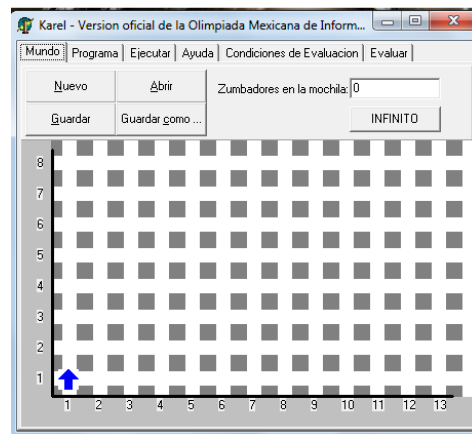 Karel - Version oficial de la Olimpiada Mexicana de Inform...
Mundo Programa Ejecutar Ayuda Condiciones de Evaluacion Evaluar
Nuevo Abrir Zumbadores en la mochila: 0
Guardar Guardar como ... INFINITO
8
7
6
5
4
3
2
1
1 2 3 4 5 6 7 8 9 10 11 12 13